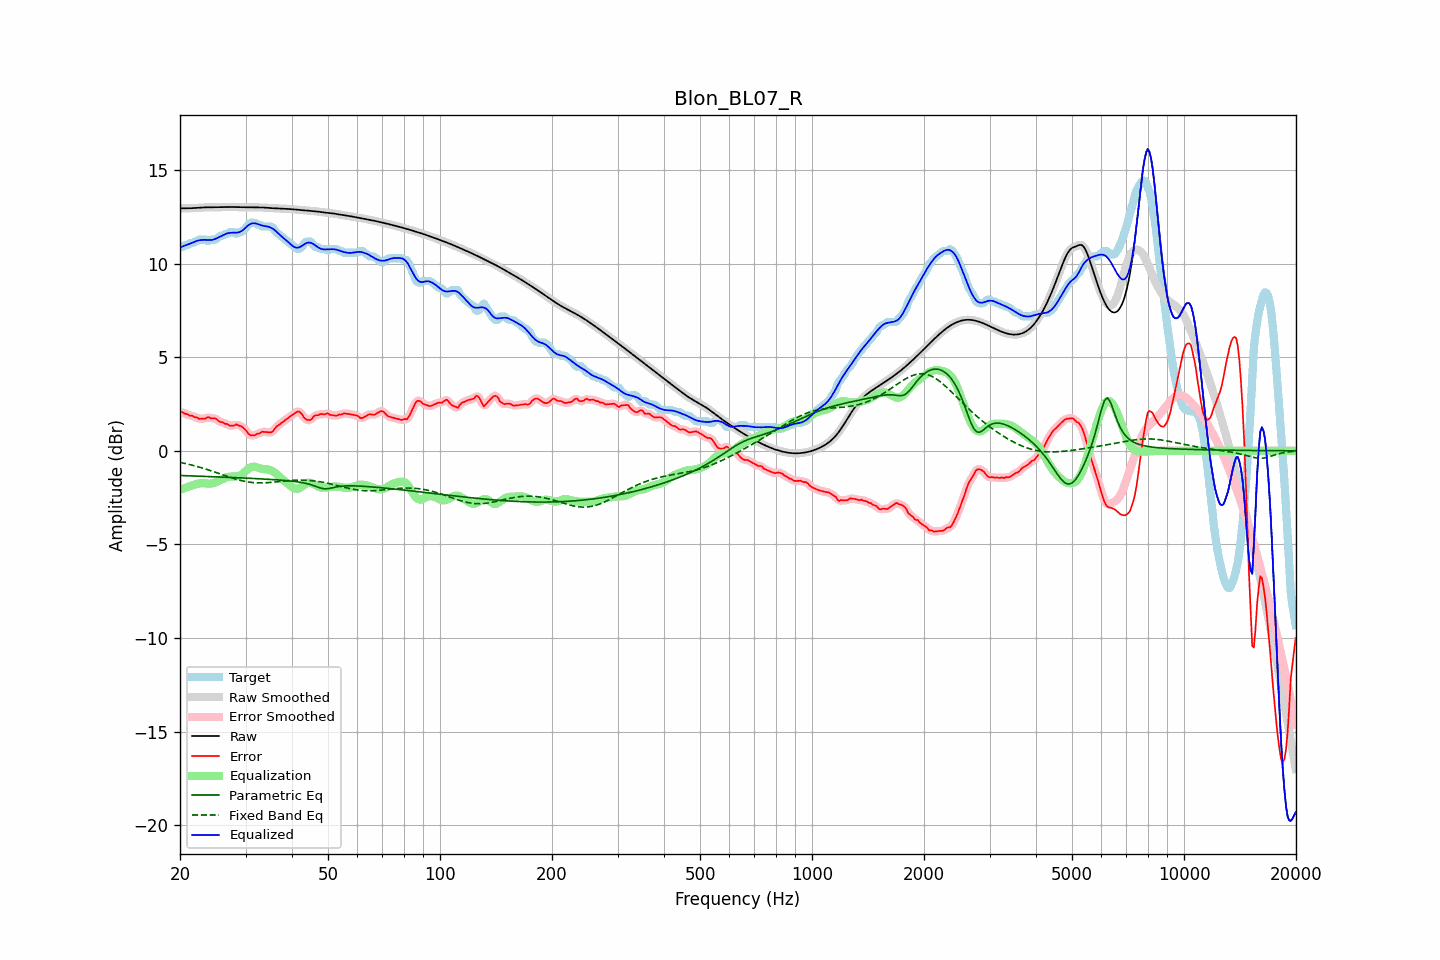 Blon_BL07_R
15
10
5
0
−5
−10
−15
−20
Amplitude (dBr)
Target
Raw Smoothed
Error Smoothed
Raw
Error
Equalization
Parametric Eq
Fixed Band Eq
Equalized
20 50 100 200 500 1000 2000 5000 10000 20000
Frequency (Hz)